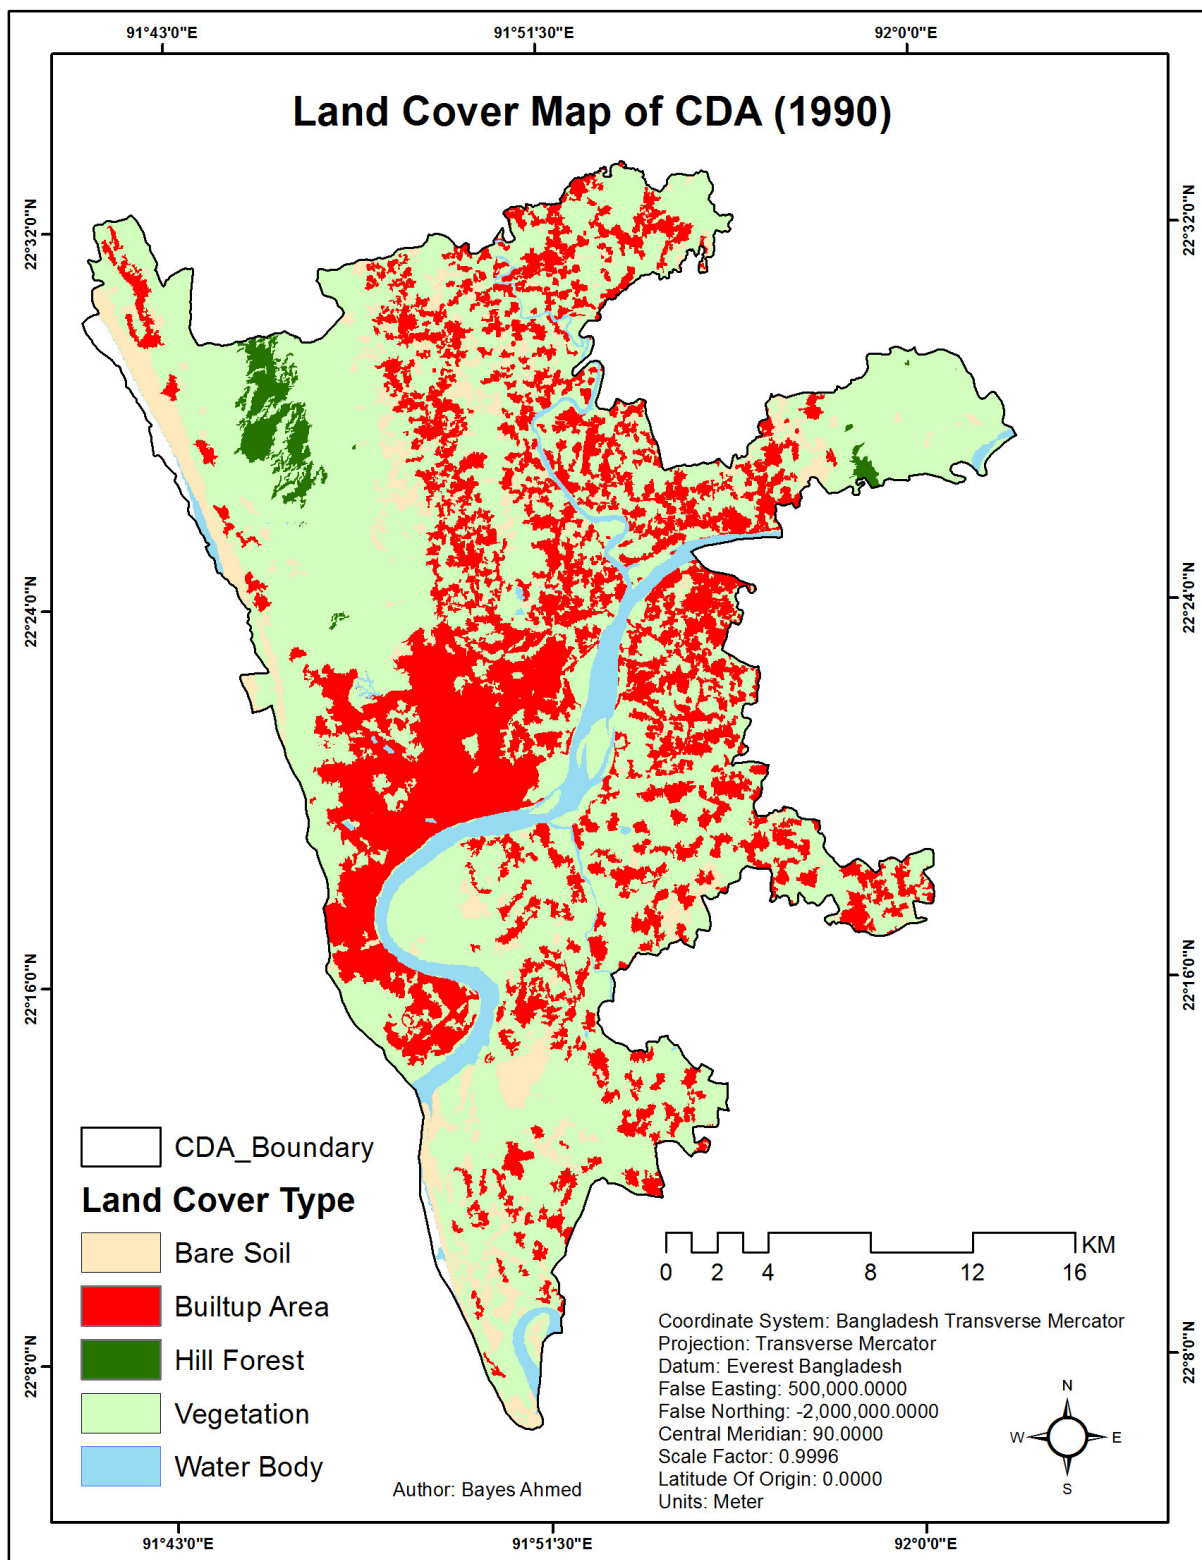 91°43'0"E 91°51'30"E 92°0'0"E
Land Cover Map of CDA (1990)
22°32'0"N 22°32'0"N
22°24'0"N 22°24'0"N
22°16'0"N 22°16'0"N
22°8'0"N 22°8'0"N
CDA_Boundary
Land Cover Type
Bare Soil
Builtup Area
Hill Forest
Vegetation
Water Body
KM
0 2 4 8 12 16
Coordinate System: Bangladesh Transverse Mercator
Projection: Transverse Mercator
Datum: Everest Bangladesh
False Easting: 500,000.0000
False Northing: -2,000,000.0000
Central Meridian: 90.0000
Scale Factor: 0.9996
Latitude Of Origin: 0.0000
Units: Meter
N
W E
S
Author: Bayes Ahmed
91°43'0"E 91°51'30"E 92°0'0"E